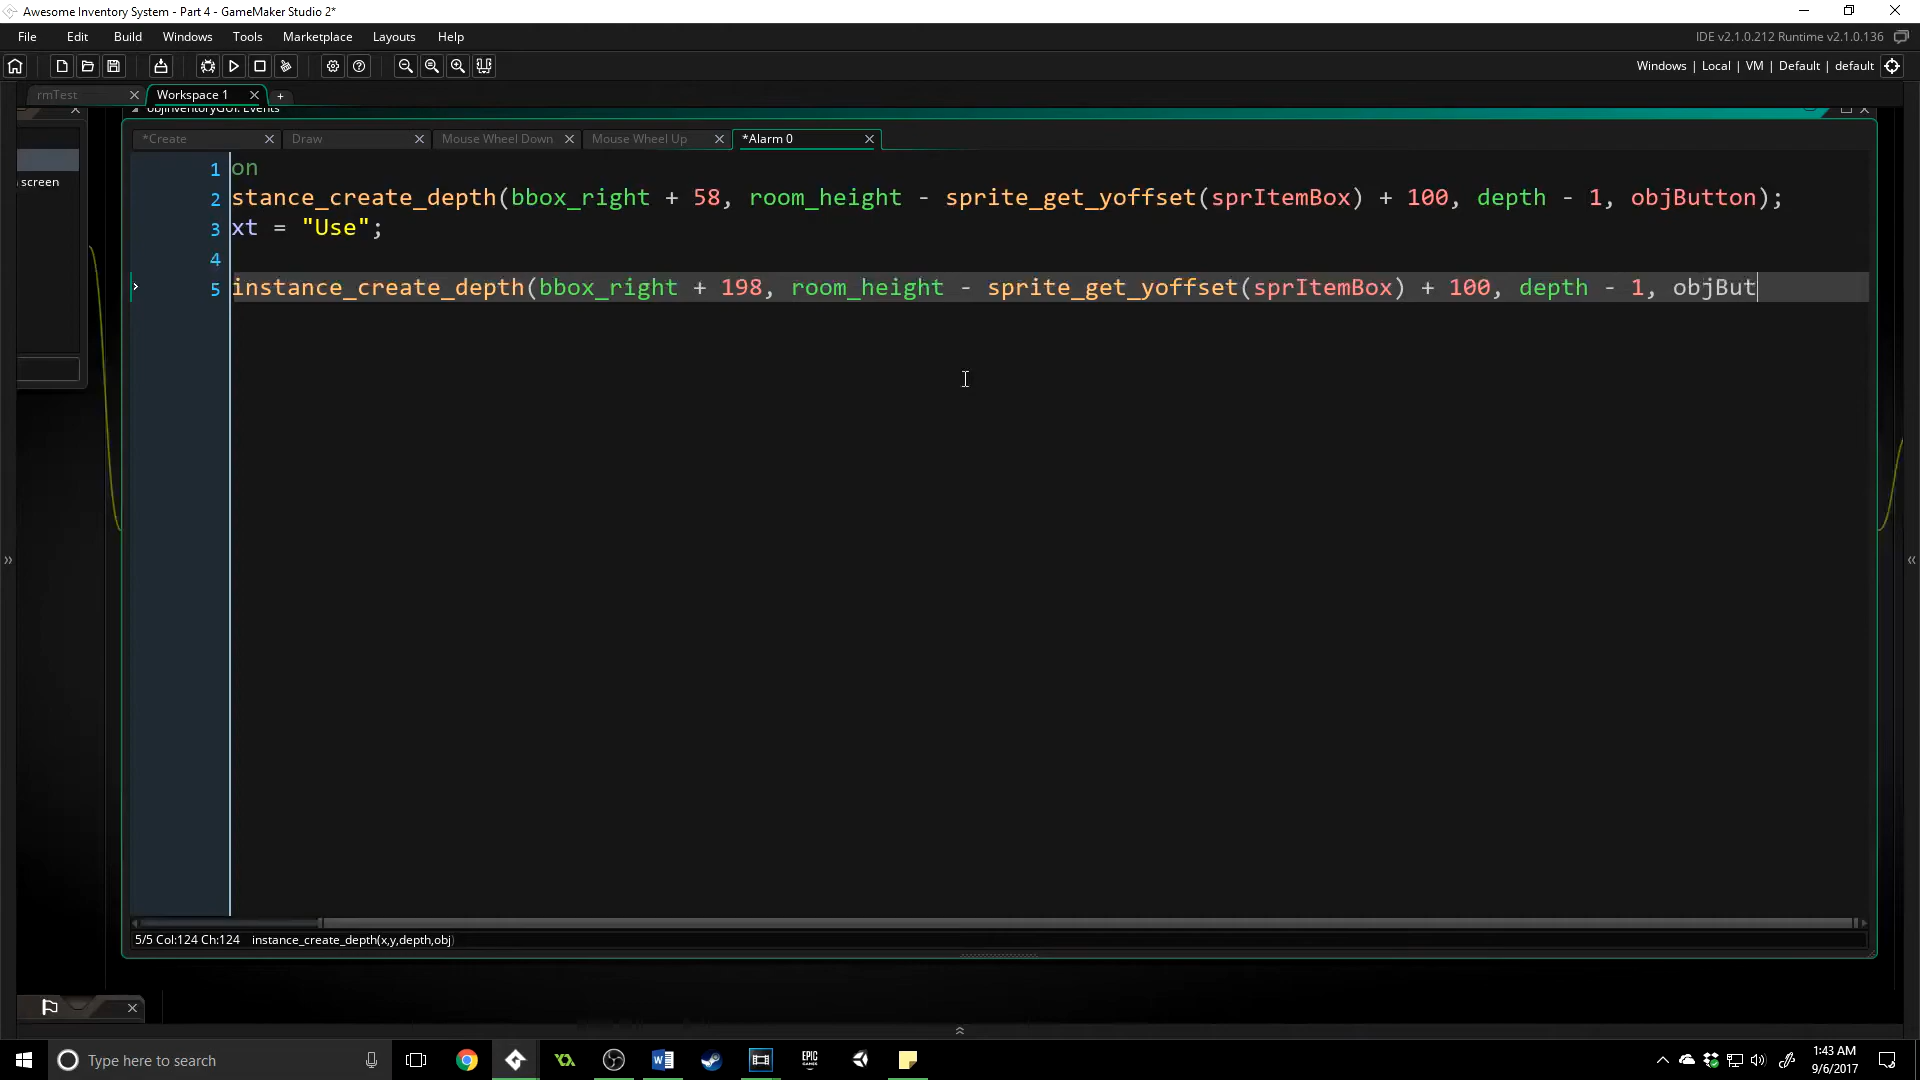 Awesome Inventory System - Part 4 - GameMaker Studio 2*
File Edit Build Windows Tools Marketplace Layouts Help
IDE v2.1.0.212 Runtime v2.1.0.136
Windows | Local | VM | Default | default
rmTest Workspace 1 +
objInventoryGUI: Events
*Create Draw Mouse Wheel Down Mouse Wheel Up *Alarm 0
screen
1 on
2 stance_create_depth(bbox_right + 58, room_height - sprite_get_yoffset(sprItemBox) + 100, depth - 1, objButton);
3 xt = "Use";
4
5 instance_create_depth(bbox_right + 198, room_height - sprite_get_yoffset(sprItemBox) + 100, depth - 1, objBut
5/5 Col:124 Ch:124 instance_create_depth(x,y,depth,obj)
Type here to search
EPIC GAMES
1:43 AM
9/6/2017